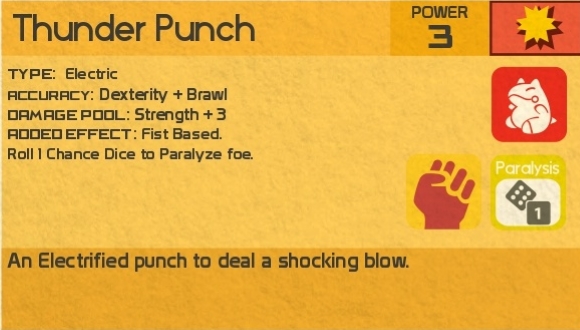 Thunder Punch
POWER
3
TYPE: Electric
ACCURACY: Dexterity + Brawl
DAMAGE POOL: Strength + 3
ADDED EFFECT: Fist Based.
Roll 1 Chance Dice to Paralyze foe.
Paralysis
1
An Electrified punch to deal a shocking blow.